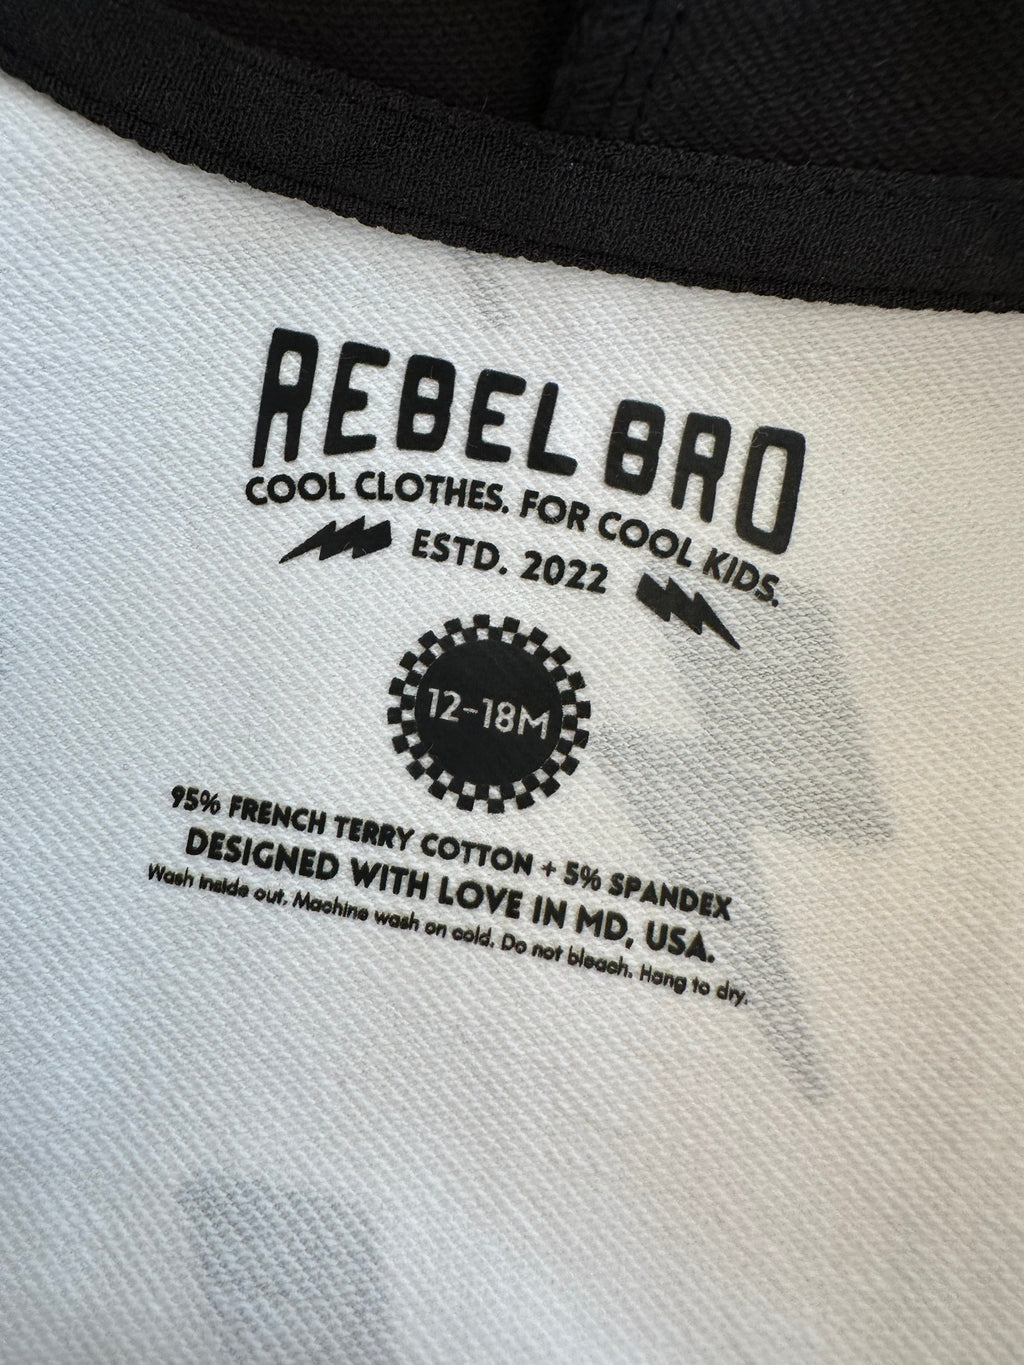 REBEL BRO
COOL CLOTHES. FOR COOL KIDS.
ESTD. 2022
12-18M
95% FRENCH TERRY COTTON + 5% SPANDEX
DESIGNED WITH LOVE IN MD, USA.
Wash inside out. Machine wash on cold. Do not bleach. Hang to dry.